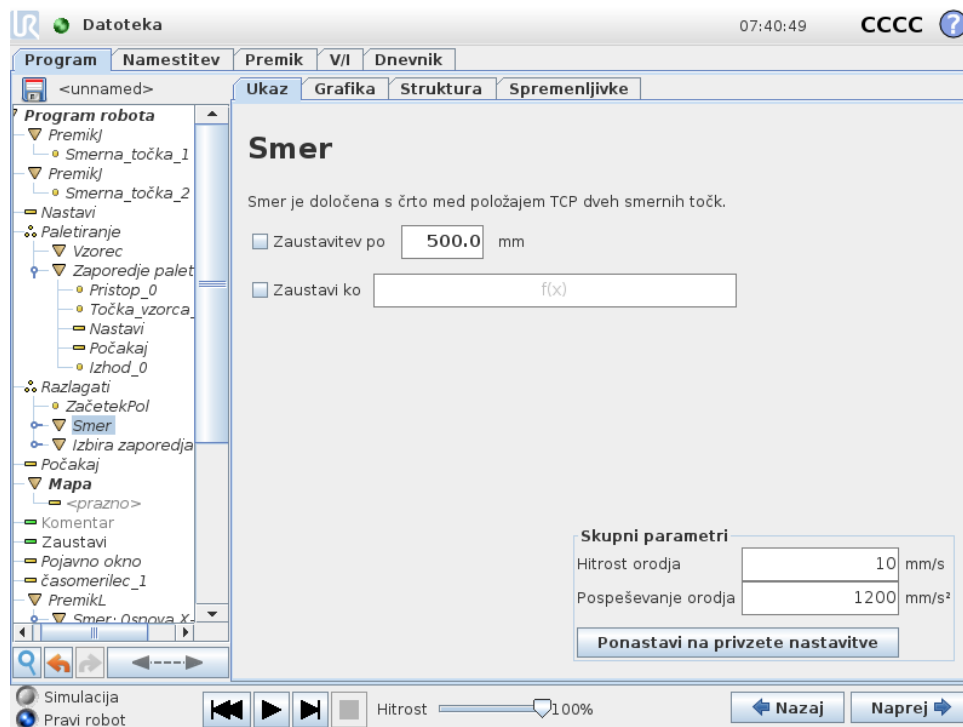 UR Datoteka 07:40:49 CCCC ?
Program Namestitev Premik V/I Dnevnik
<unnamed>
Ukaz Grafika Struktura Spremenljivke
Program robota
PremikJ
Smerna_točka_1
PremikJ
Smerna_točka_2
Nastavi
Paletiranje
Vzorec
Zaporedje palet
Pristop_0
Točka_vzorca_
Nastavi
Počakaj
Izhod_0
Razlagati
ZačetekPol
Smer
Izbira zaporedja
Počakaj
Mapa
<prazno>
Komentar
Zaustavi
Pojavno okno
časomerilec_1
PremikL
Smer: Osnova X-
Smer
Smer je določena s črto med položajem TCP dveh smernih točk.
Zaustavitev po 500.0 mm
Zaustavi ko f(x)
Skupni parametri
Hitrost orodja 10 mm/s
Pospeševanje orodja 1200 mm/s²
Ponastavi na privzete nastavitve
Simulacija
Pravi robot
Hitrost 100%
Nazaj Naprej